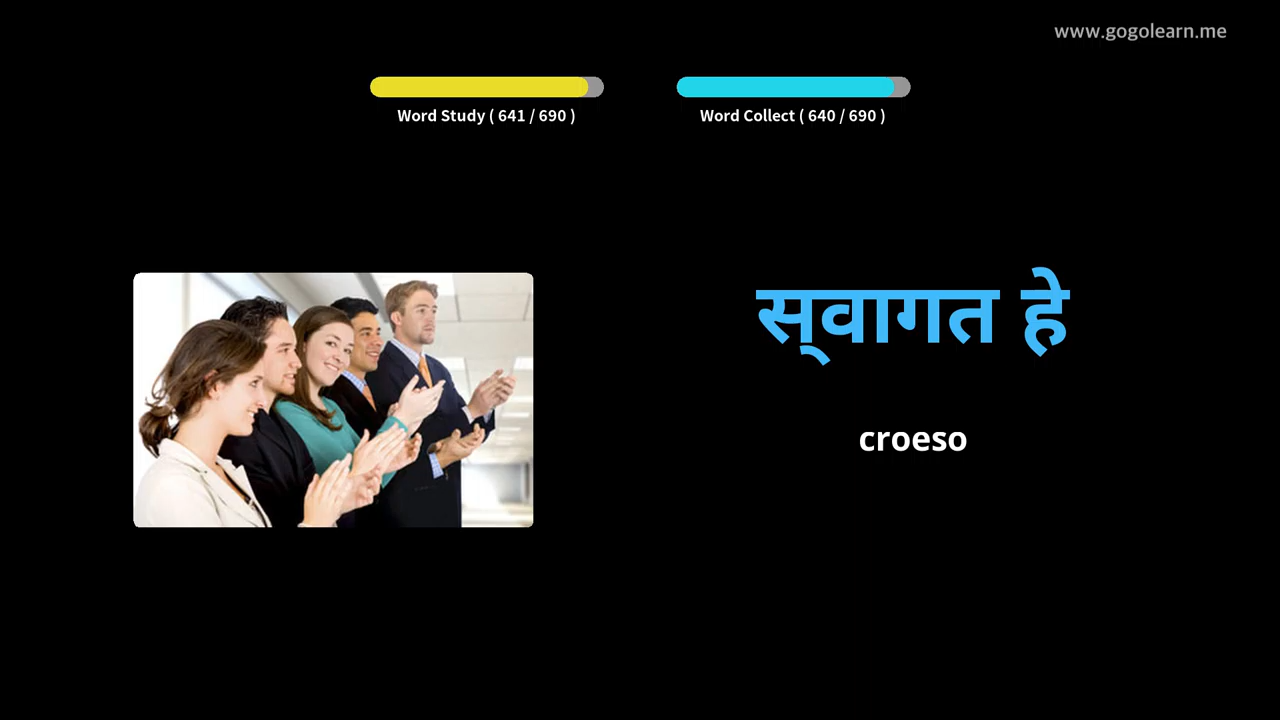 www.gogolearn.me
Word Study ( 641 / 690 )
Word Collect ( 640 / 690 )
स्‌वागत हे
croeso